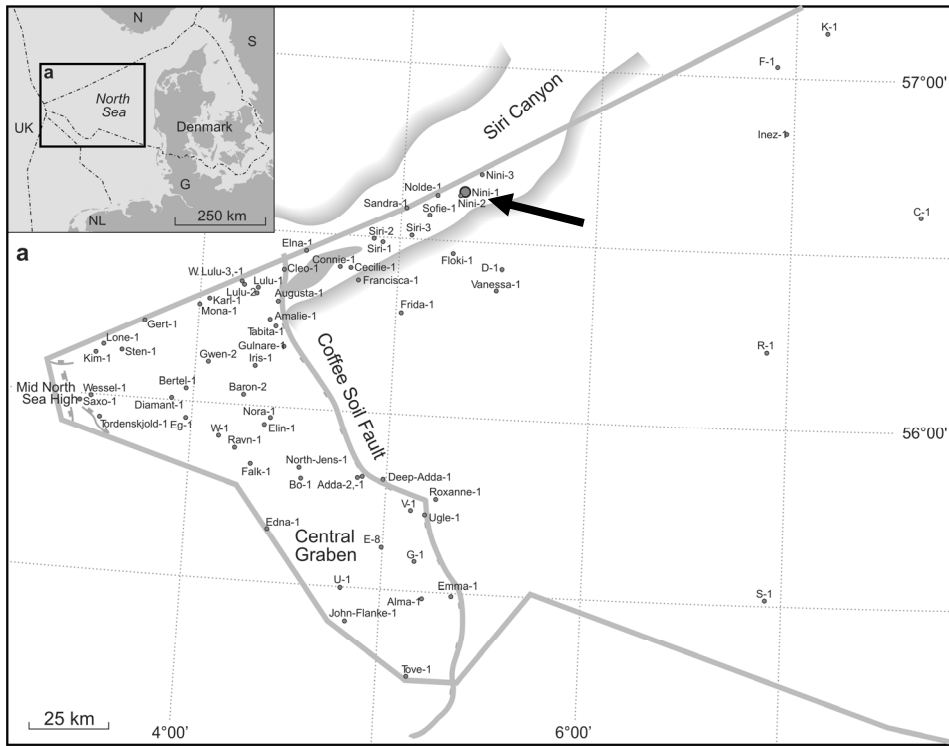 N
S
a
North
Sea
UK
Denmark
G
NL
250 km
K-1
F-1
57°00’
Inez-1
Siri Canyon
Nini-3
Nolde-1
Nini-1
Nini-2
Sandra-1
Sofie-1
C-1
Siri-2
Siri-3
Siri-1
Elna-1
a
Connie-1
Cecilie-1
Cleo-1
Floki-1
D-1
W.Lulu-3,-1
Lulu-1
Francisca-1
Vanessa-1
Lulu-2
Augusta-1
Karl-1
Mona-1
Frida-1
Amalie-1
Gert-1
Tabita-1
Lone-1
Gulnare-1
R-1
Kim-1
Sten-1
Gwen-2
Iris-1
Coffee Soil Fault
Mid North
Sea High
Wessel-1
Saxo-1
Bertel-1
Baron-2
Diamant-1
Tordenskjold-1
Eg-1
Nora-1
Elin-1
W-1
Ravn-1
56°00’
Falk-1
North-Jens-1
Bo-1
Adda-2,-1
Deep-Adda-1
Roxanne-1
V-1
Ugle-1
Edna-1
Central
Graben
E-8
G-1
U-1
Emma-1
Alma-1
S-1
John-Flanke-1
Tove-1
25 km
4°00’
6°00’